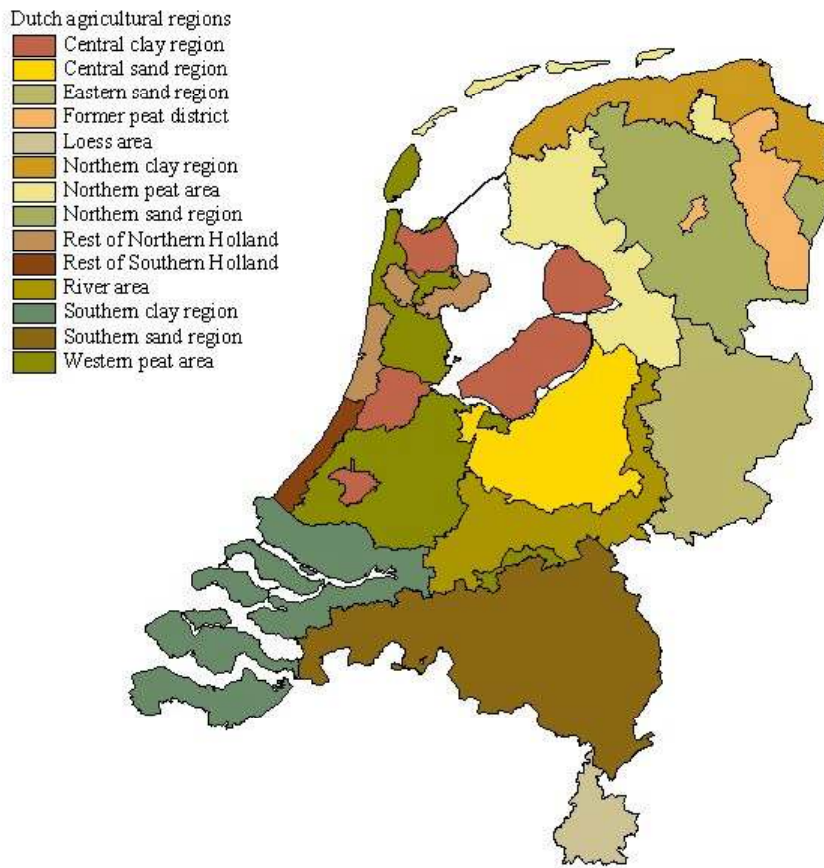 Dutch agricultural regions
Central clay region
Central sand region
Eastern sand region
Former peat district
Loess area
Northern clay region
Northern peat area
Northern sand region
Rest of Northern Holland
Rest of Southern Holland
River area
Southern clay region
Southern sand region
Western peat area